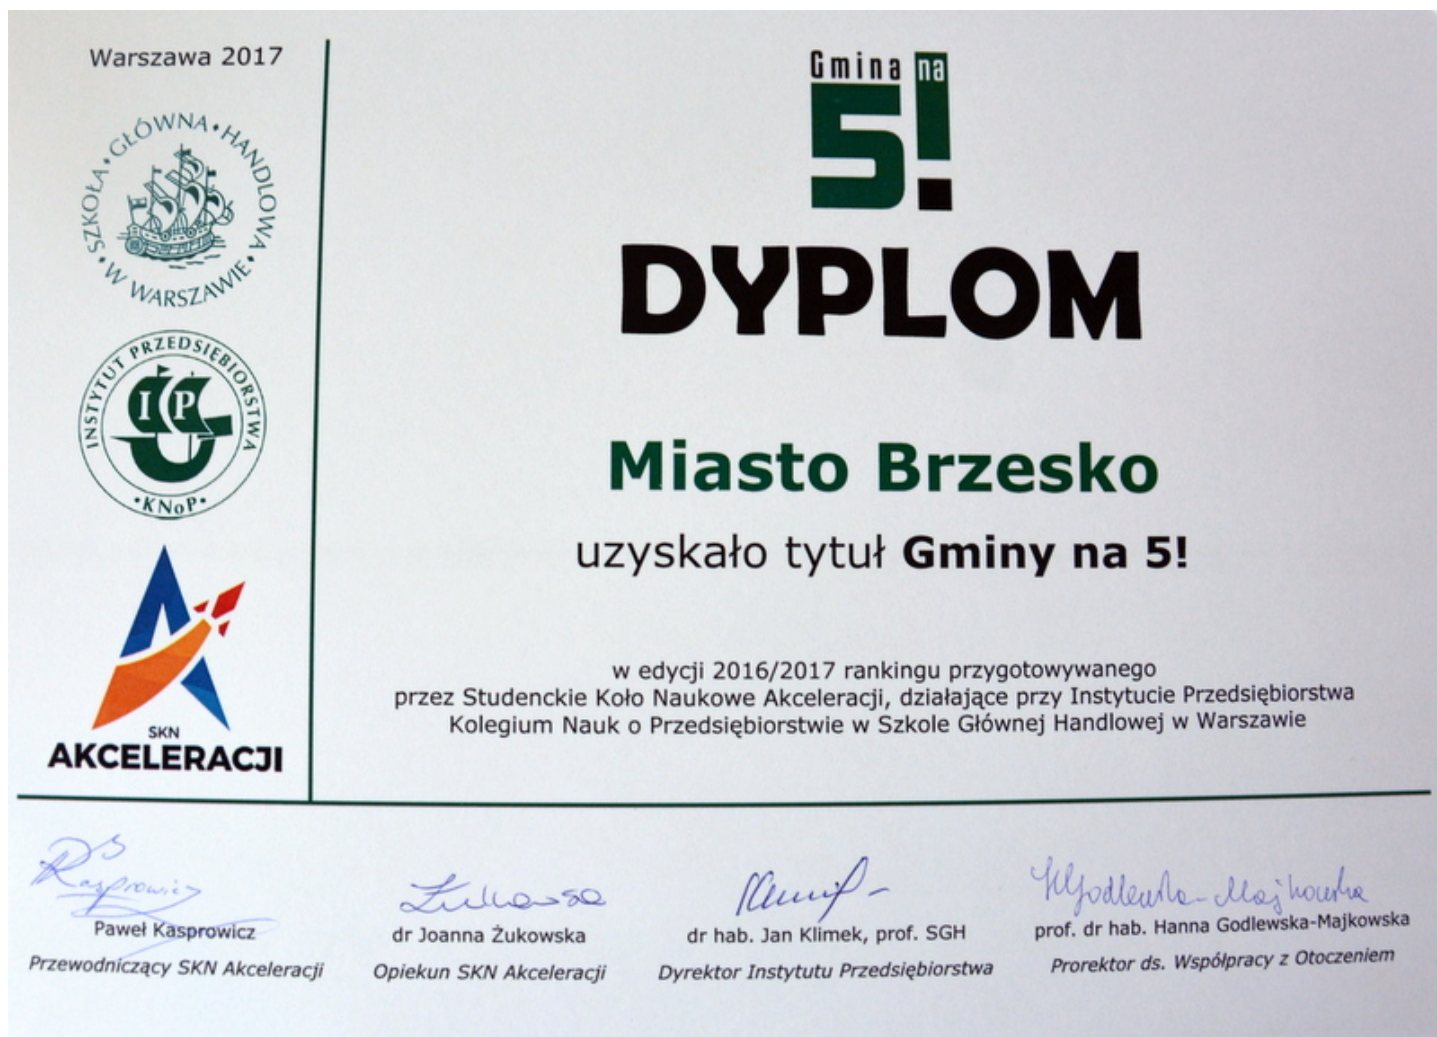 Warszawa 2017
SZKOŁA • GŁÓWNA • HANDLOWA • W WARSZAWIE •
INSTYTUT PRZEDSIĘBIORSTWA
IP
• KNoP •
SKN
AKCELERACJI
Gmina na
5!
DYPLOM
Miasto Brzesko
uzyskało tytuł Gminy na 5!
w edycji 2016/2017 rankingu przygotowywanego
przez Studenckie Koło Naukowe Akceleracji, działające przy Instytucie Przedsiębiorstwa
Kolegium Nauk o Przedsiębiorstwie w Szkole Głównej Handlowej w Warszawie
Kasprowicz
Paweł Kasprowicz
Przewodniczący SKN Akceleracji
dr Joanna Żukowska
Opiekun SKN Akceleracji
dr hab. Jan Klimek, prof. SGH
Dyrektor Instytutu Przedsiębiorstwa
HGodlewska-Majkowska
prof. dr hab. Hanna Godlewska-Majkowska
Prorektor ds. Współpracy z Otoczeniem